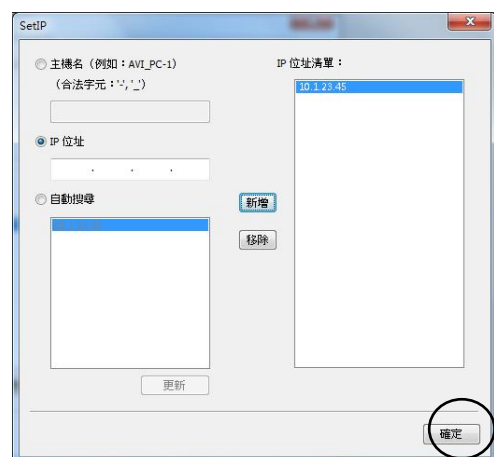 SetIP
主機名（例如：AVI_PC-1）
（合法字元：'-', '_'）
IP 位址
. . .
自動搜尋
更新
新增
移除
IP 位址清單：
10.1.23.45
確定